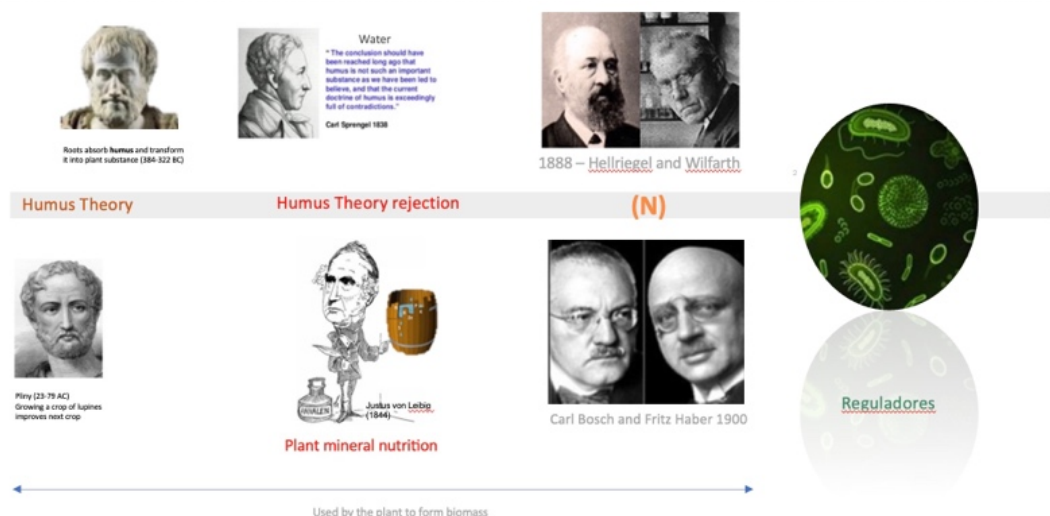 Water
“ The conclusion should have
been reached long ago that
humus is not such an important
substance as we have been led to
believe, and that the current
doctrine of humus is exceedingly
full of contradictions.”
Carl Sprengel 1838
Roots absorb humus and transform
it into plant substance (384-322 BC)
1888 – Hellriegel and Wilfarth
2
Humus Theory
Humus Theory rejection
(N)
Pliny (23-79 AC)
Growing a crop of lupines
improves next crop
Justus von Leibig
(1844)
Plant mineral nutrition
Carl Bosch and Fritz Haber 1900
Reguladores
Used by the plant to form biomass